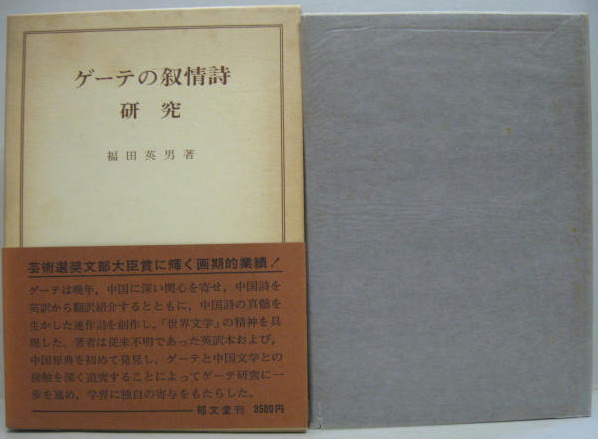 ゲーテの叙情詩
研究
福田英男著
芸術選奨文部大臣賞に輝く画期的業績!
ゲーテは晩年，中国に深い関心を寄せ，中国詩を
英訳から翻訳紹介するとともに，中国詩の真髄を
生かした連作詩を創作し，「世界文学」の精神を具
現した。著者は従来不明であった英訳本および，
中国原典を初めて発見し，ゲーテと中国文学との
接触を深く追究することによってゲーテ研究に一
歩を進め，学界に独自の寄与をもたらした。
郁文堂刊 3500円